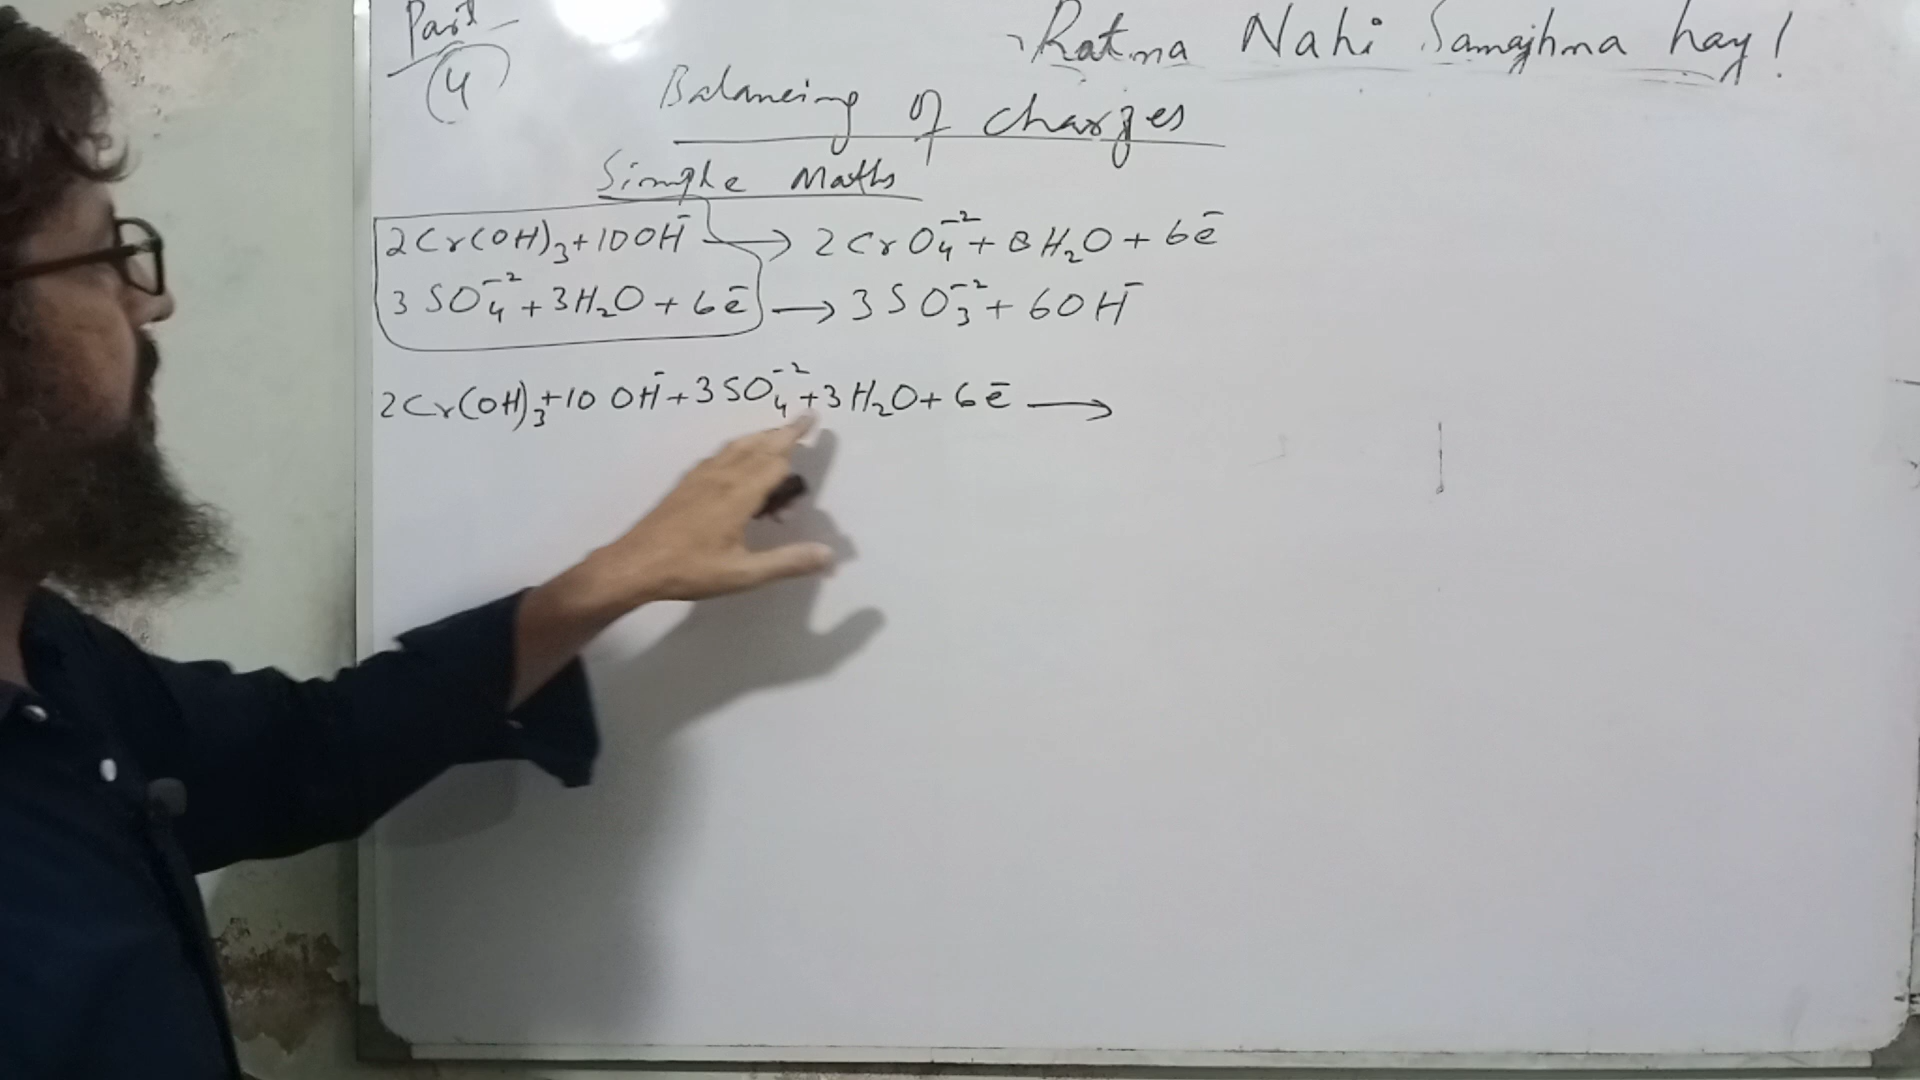 Part
(4)
Ratna Nahi Samajhna hay!
Balancing of charges
Simple Maths
2Cr(OH)₃+10OH⁻ → 2CrO₄⁻²+8H₂O+6e⁻
3SO₄⁻²+3H₂O+6e⁻ → 3SO₃⁻²+6OH⁻
2Cr(OH)₃+10OH⁻+3SO₄⁻²+3H₂O+6e⁻ →